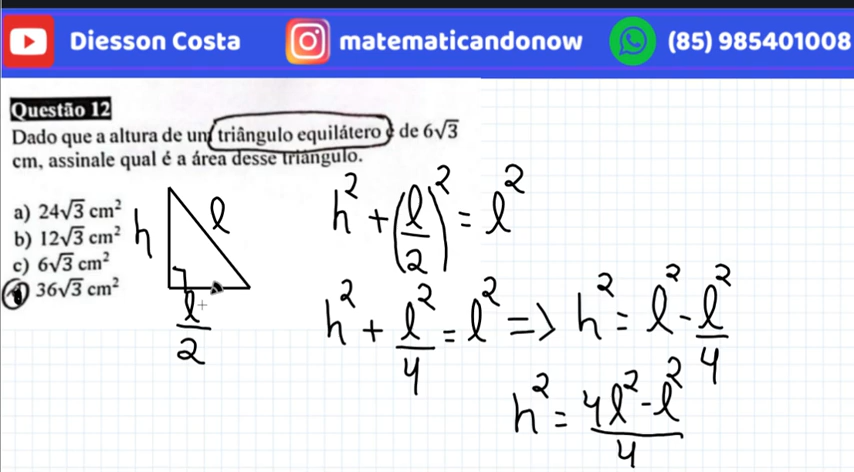 Diesson Costa matematicandonow (85) 985401008
Questão 12
Dado que a altura de um triângulo equilátero é de 6√3
cm, assinale qual é a área desse triângulo.
a) 24√3 cm²
b) 12√3 cm²
c) 6√3 cm²
36√3 cm²
h
ℓ
ℓ/2
h² + (ℓ/2)² = ℓ²
h² + ℓ²/4 = ℓ² => h² = ℓ² - ℓ²/4
h² = 4ℓ² - ℓ²/4